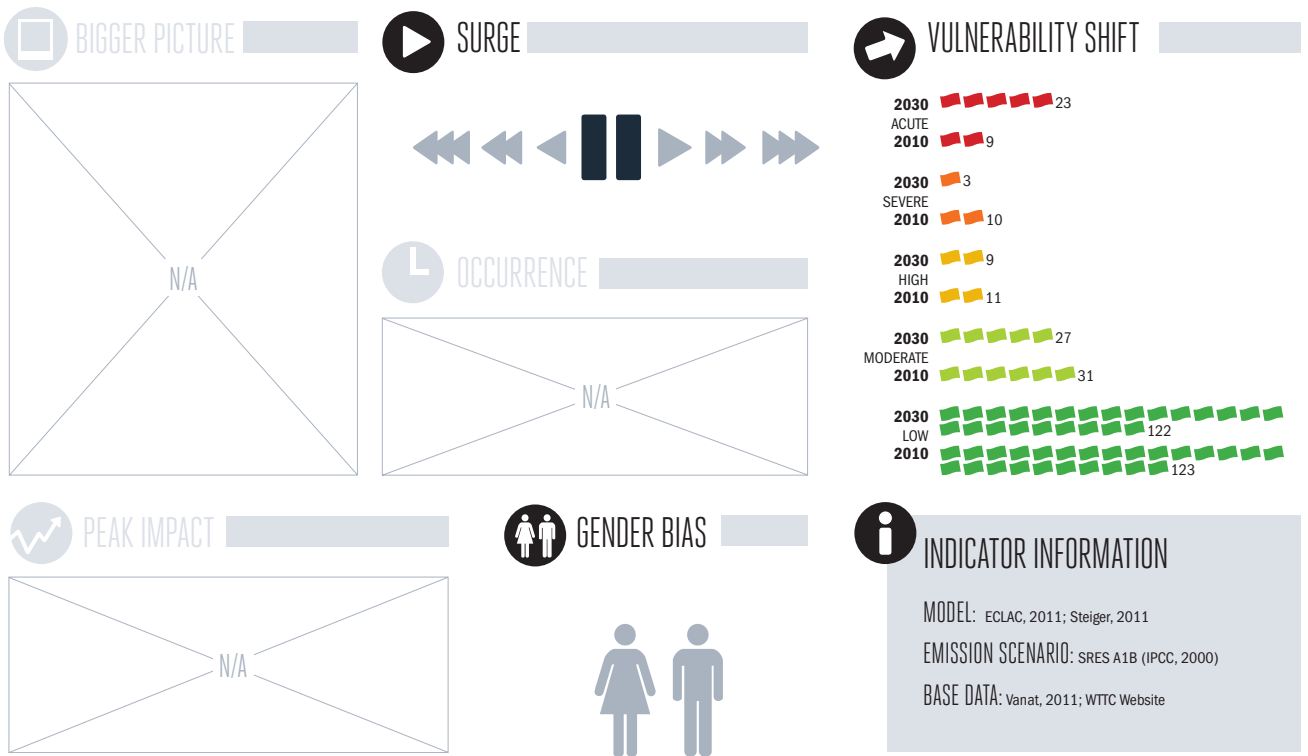 BIGGER PICTURE
N/A
SURGE
OCCURRENCE
N/A
VULNERABILITY SHIFT
2030 23
ACUTE
2010 9
2030 3
SEVERE
2010 10
2030 9
HIGH
2010 11
2030 27
MODERATE
2010 31
2030
LOW 122
2010
123
PEAK IMPACT
N/A
GENDER BIAS
INDICATOR INFORMATION
MODEL: ECLAC, 2011; Steiger, 2011
EMISSION SCENARIO: SRES A1B (IPCC, 2000)
BASE DATA: Vanat, 2011; WTTC Website